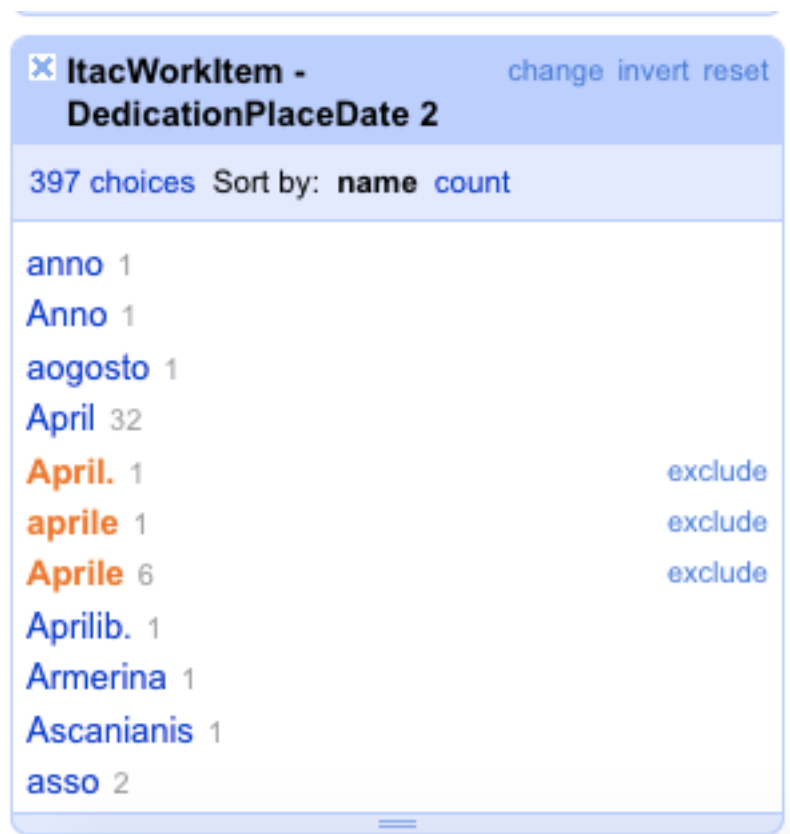 ItacWorkItem - change invert reset
DedicationPlaceDate 2
397 choices Sort by: name count
anno 1
Anno 1
aogosto 1
April 32
April. 1 exclude
aprile 1 exclude
Aprile 6 exclude
Aprilib. 1
Armerina 1
Ascanianis 1
asso 2